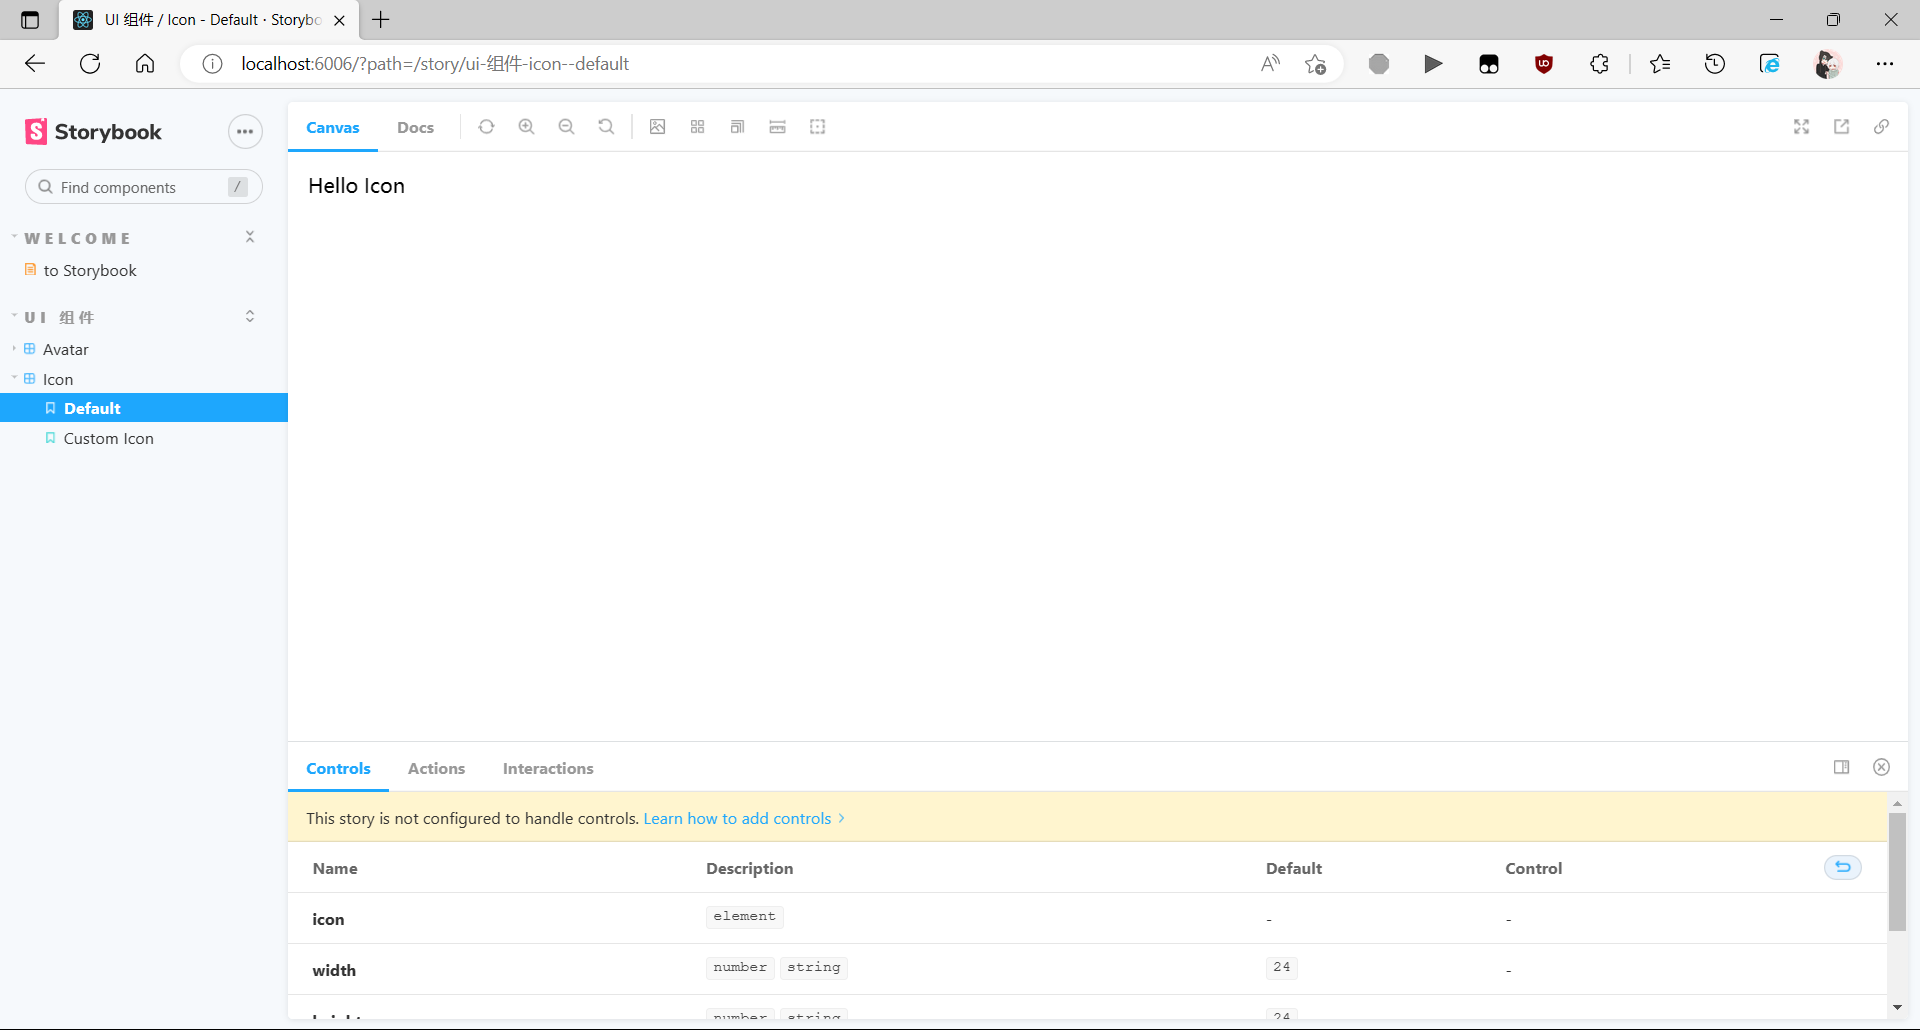 UI 组件 / Icon - Default · Storybo
localhost:6006/?path=/story/ui-组件-icon--default
Storybook
Find components /
WELCOME
to Storybook
UI 组件
Avatar
Icon
Default
Custom Icon
Canvas Docs
Hello Icon
Controls Actions Interactions
This story is not configured to handle controls. Learn how to add controls
Name Description Default Control
icon element - -
width number string 24 -
height number string 24